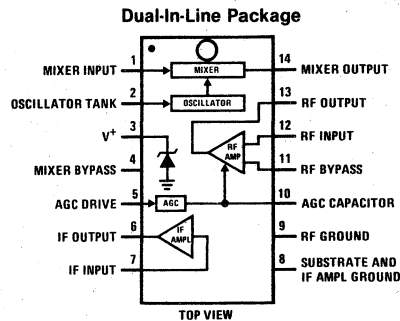 Dual-In-Line Package
1
MIXER INPUT
MIXER
14
MIXER OUTPUT
2
OSCILLATOR TANK
OSCILLATOR
13
RF OUTPUT
3
V+
12
RF INPUT
RF
AMP
4
MIXER BYPASS
11
RF BYPASS
5
AGC DRIVE
AGC
10
AGC CAPACITOR
6
IF OUTPUT
IF
AMPL
9
RF GROUND
7
IF INPUT
8
SUBSTRATE AND
IF AMPL GROUND
TOP VIEW